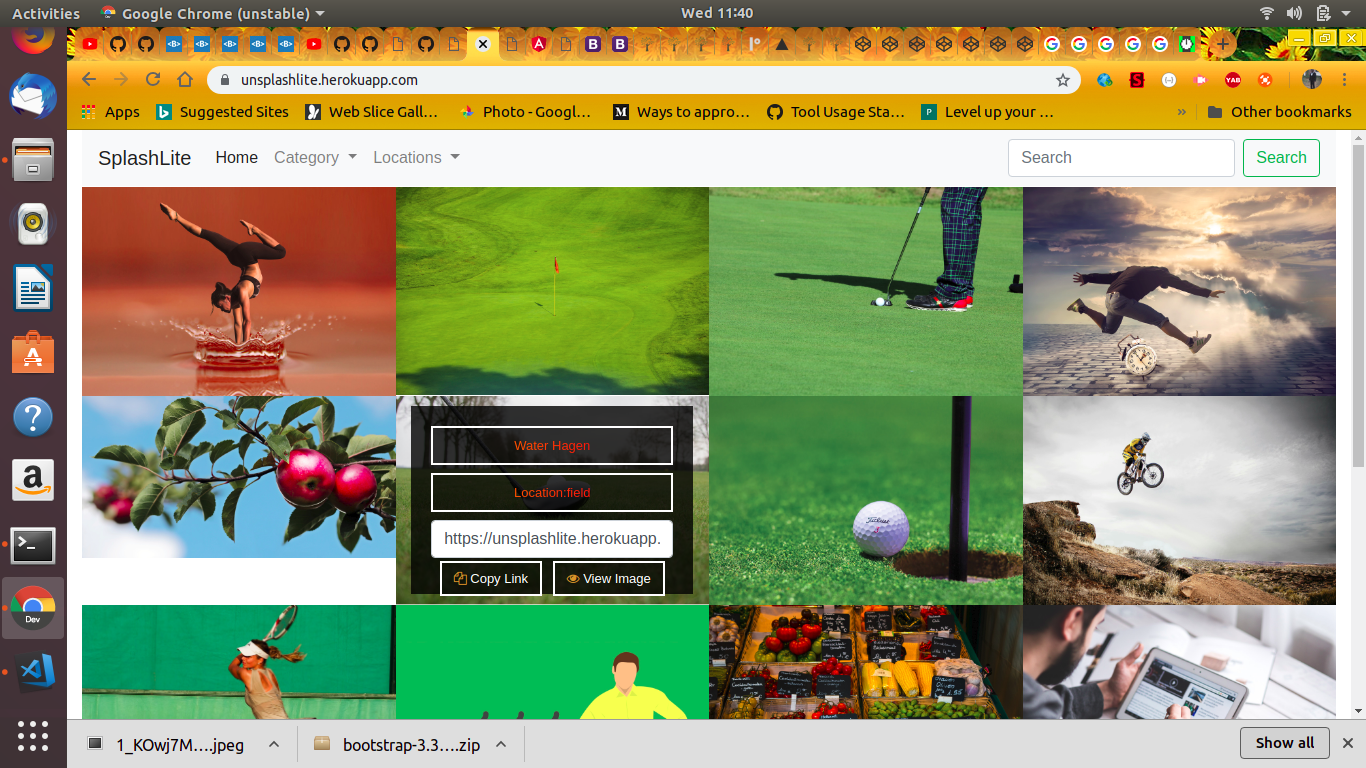 Activities
Google Chrome (unstable)
Wed 11:40
unsplashlite.herokuapp.com
Apps
Suggested Sites
Web Slice Gall…
Photo - Googl…
Ways to appro…
Tool Usage Sta…
Level up your …
»
Other bookmarks
SplashLite
Home
Category
Locations
Search
Search
Water Hagen
Location:field
https://unsplashlite.herokuapp.
Copy Link
View Image
Titleist
Dev
1_KOwj7M….jpeg
bootstrap-3.3….zip
Show all